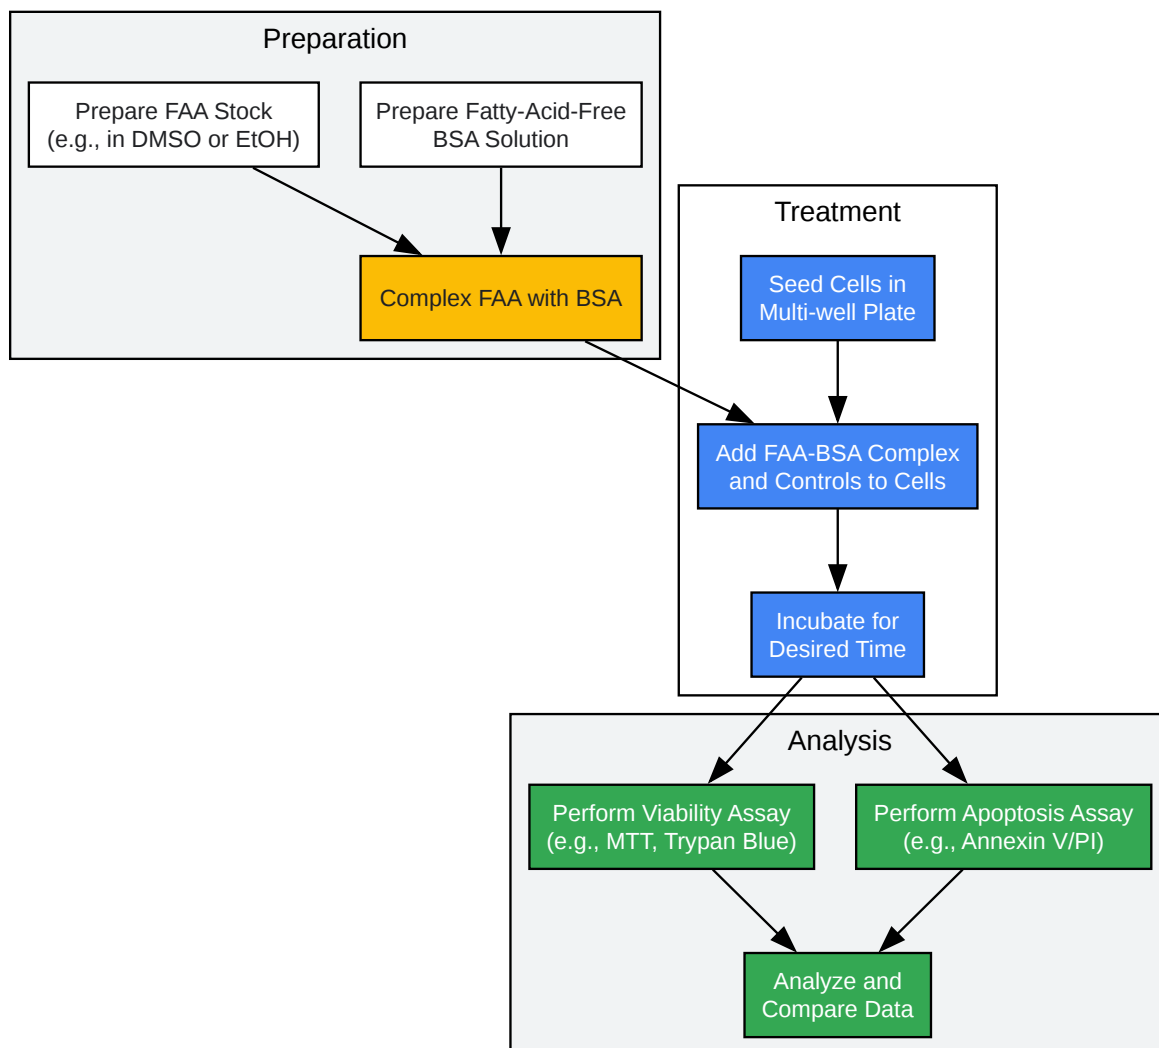 Preparation
Prepare FAA Stock
(e.g., in DMSO or EtOH)
Prepare Fatty-Acid-Free
BSA Solution
Complex FAA with BSA
Treatment
Seed Cells in
Multi-well Plate
Add FAA-BSA Complex
and Controls to Cells
Incubate for
Desired Time
Analysis
Perform Viability Assay
(e.g., MTT, Trypan Blue)
Perform Apoptosis Assay
(e.g., Annexin V/PI)
Analyze and
Compare Data